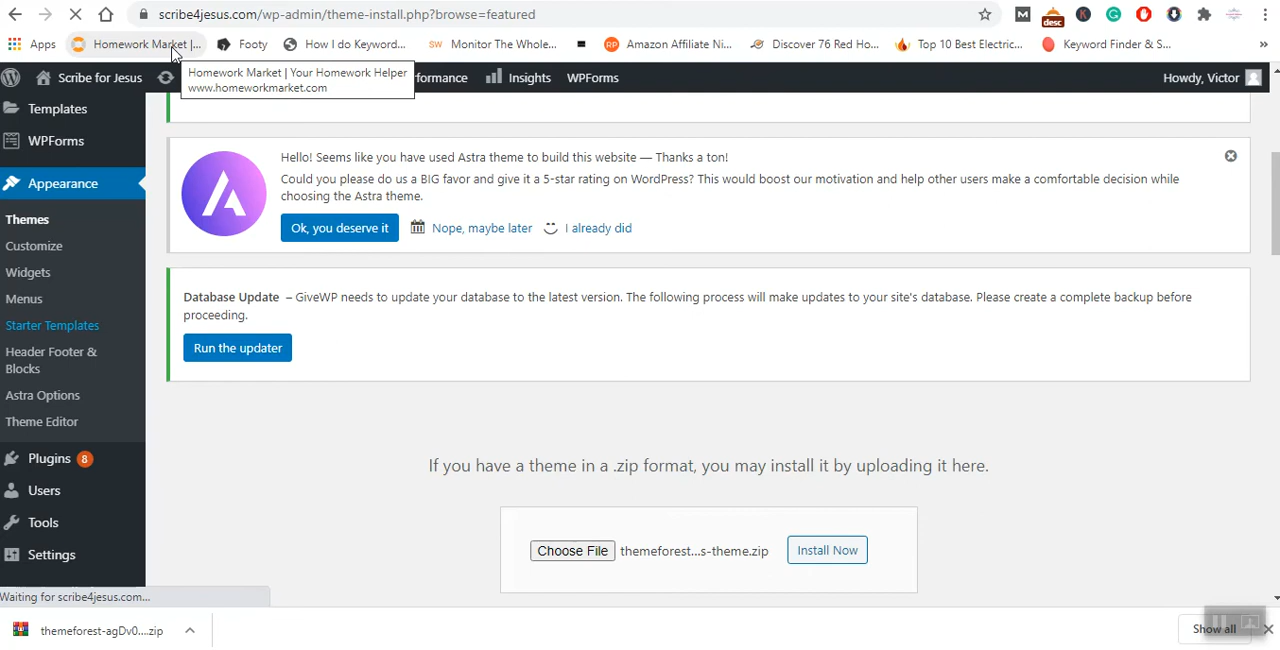 scribe4jesus.com/wp-admin/theme-install.php?browse=featured
Apps Homework Market |... Footy How I do Keyword... SW Monitor The Whole... RP Amazon Affiliate Ni... Discover 76 Red Ho... Top 10 Best Electric... Keyword Finder & S... »
Homework Market | Your Homework Helper
www.homeworkmarket.com
Scribe for Jesus formance Insights WPForms Howdy, Victor
Templates
WPForms
Appearance
Themes
Customize
Widgets
Menus
Starter Templates
Header Footer &
Blocks
Astra Options
Theme Editor
Plugins 8
Users
Tools
Settings
Hello! Seems like you have used Astra theme to build this website — Thanks a ton!
Could you please do us a BIG favor and give it a 5-star rating on WordPress? This would boost our motivation and help other users make a comfortable decision while
choosing the Astra theme.
Ok, you deserve it Nope, maybe later I already did
Database Update – GiveWP needs to update your database to the latest version. The following process will make updates to your site's database. Please create a complete backup before
proceeding.
Run the updater
If you have a theme in a .zip format, you may install it by uploading it here.
Choose File themeforest...s-theme.zip Install Now
Waiting for scribe4jesus.com...
themeforest-agDv0....zip
Show all